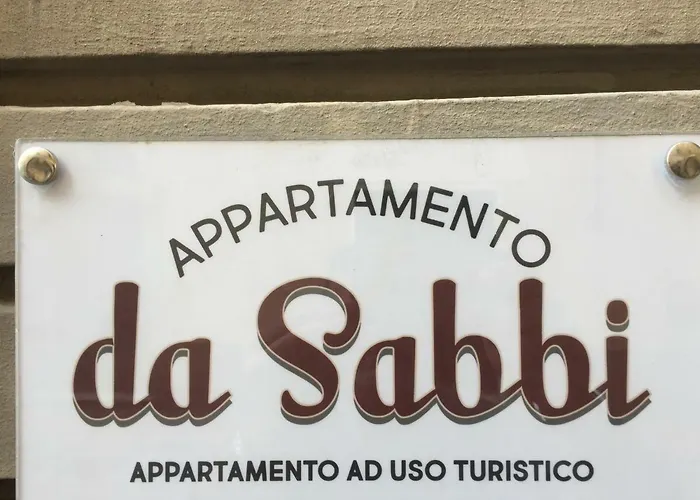 APPARTAMENTO
da Sabbi
APPARTAMENTO AD USO TURISTICO